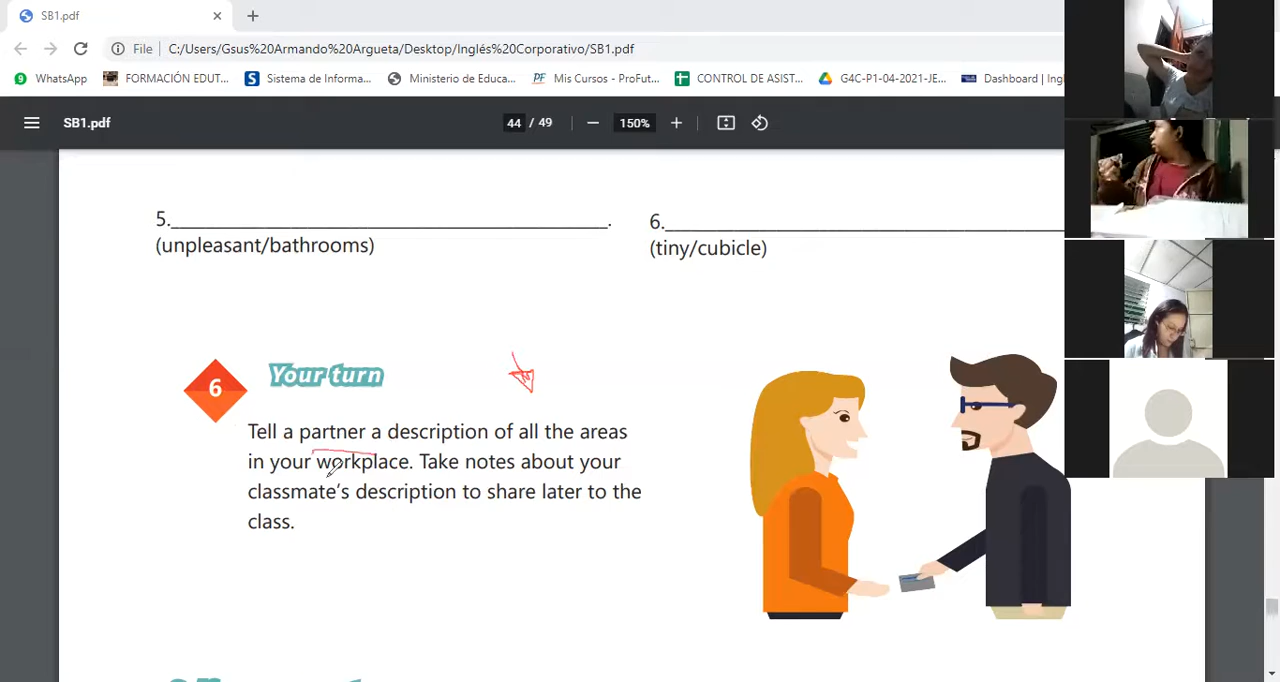 SB1.pdf
File | C:/Users/Gsus%20Armando%20Argueta/Desktop/Inglés%20Corporativo/SB1.pdf
WhatsApp FORMACIÓN EDUT... Sistema de Informa... Ministerio de Educa... Mis Cursos - ProFut... CONTROL DE ASIST... G4C-P1-04-2021-JE... Dashboard | Ingl
SB1.pdf 44 / 49 150%
5.______________________________________. 6.____________________________________
(unpleasant/bathrooms) (tiny/cubicle)
6 Your turn
Tell a partner a description of all the areas
in your workplace. Take notes about your
classmate's description to share later to the
class.